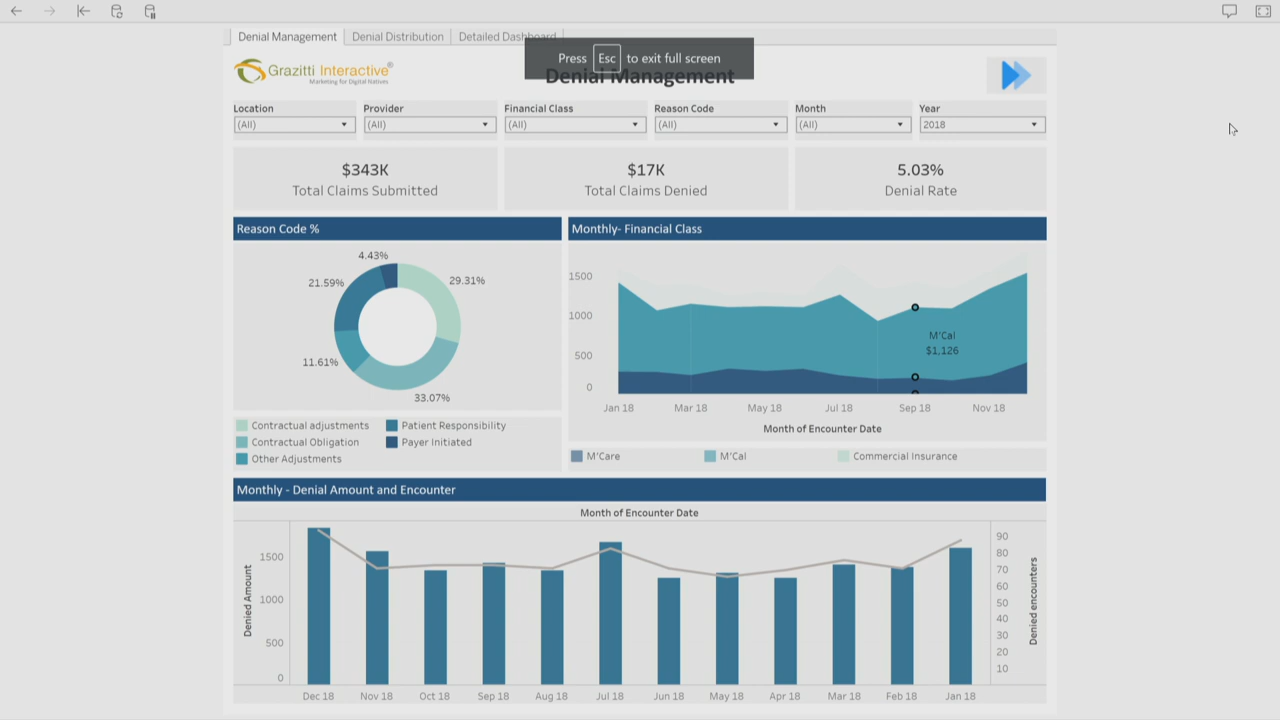 Denial Management
Denial Distribution
Detailed Dashboard
Press Esc to exit full screen
Grazitti Interactive®
Marketing for Digital Natives
Denial Management
Location
Provider
Financial Class
Reason Code
Month
Year
(All)
(All)
(All)
(All)
(All)
2018
$343K
Total Claims Submitted
$17K
Total Claims Denied
5.03%
Denial Rate
Reason Code %
4.43%
21.59%
29.31%
11.61%
33.07%
Contractual adjustments
Patient Responsibility
Contractual Obligation
Payer Initiated
Other Adjustments
Monthly- Financial Class
1500
1000
500
0
M'Cal
$1,126
Jan 18
Mar 18
May 18
Jul 18
Sep 18
Nov 18
Month of Encounter Date
M'Care
M'Cal
Commercial Insurance
Monthly - Denial Amount and Encounter
Month of Encounter Date
Denied Amount
1500
1000
500
0
90
80
70
60
50
40
30
20
10
Denied encounters
Dec 18
Nov 18
Oct 18
Sep 18
Aug 18
Jul 18
Jun 18
May 18
Apr 18
Mar 18
Feb 18
Jan 18